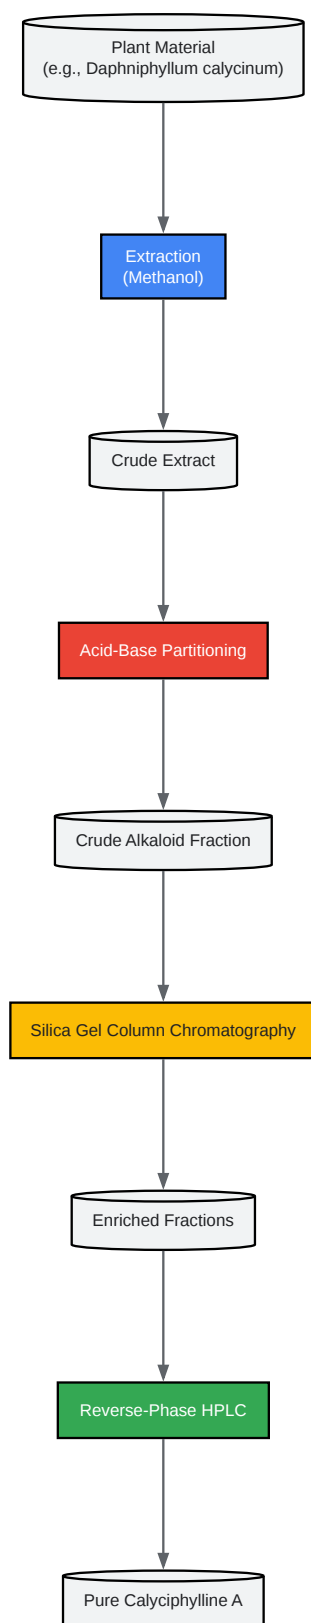 Plant Material
(e.g., Daphniphyllum calycinum)
Extraction
(Methanol)
Crude Extract
Acid-Base Partitioning
Crude Alkaloid Fraction
Silica Gel Column Chromatography
Enriched Fractions
Reverse-Phase HPLC
Pure Calyciphylline A